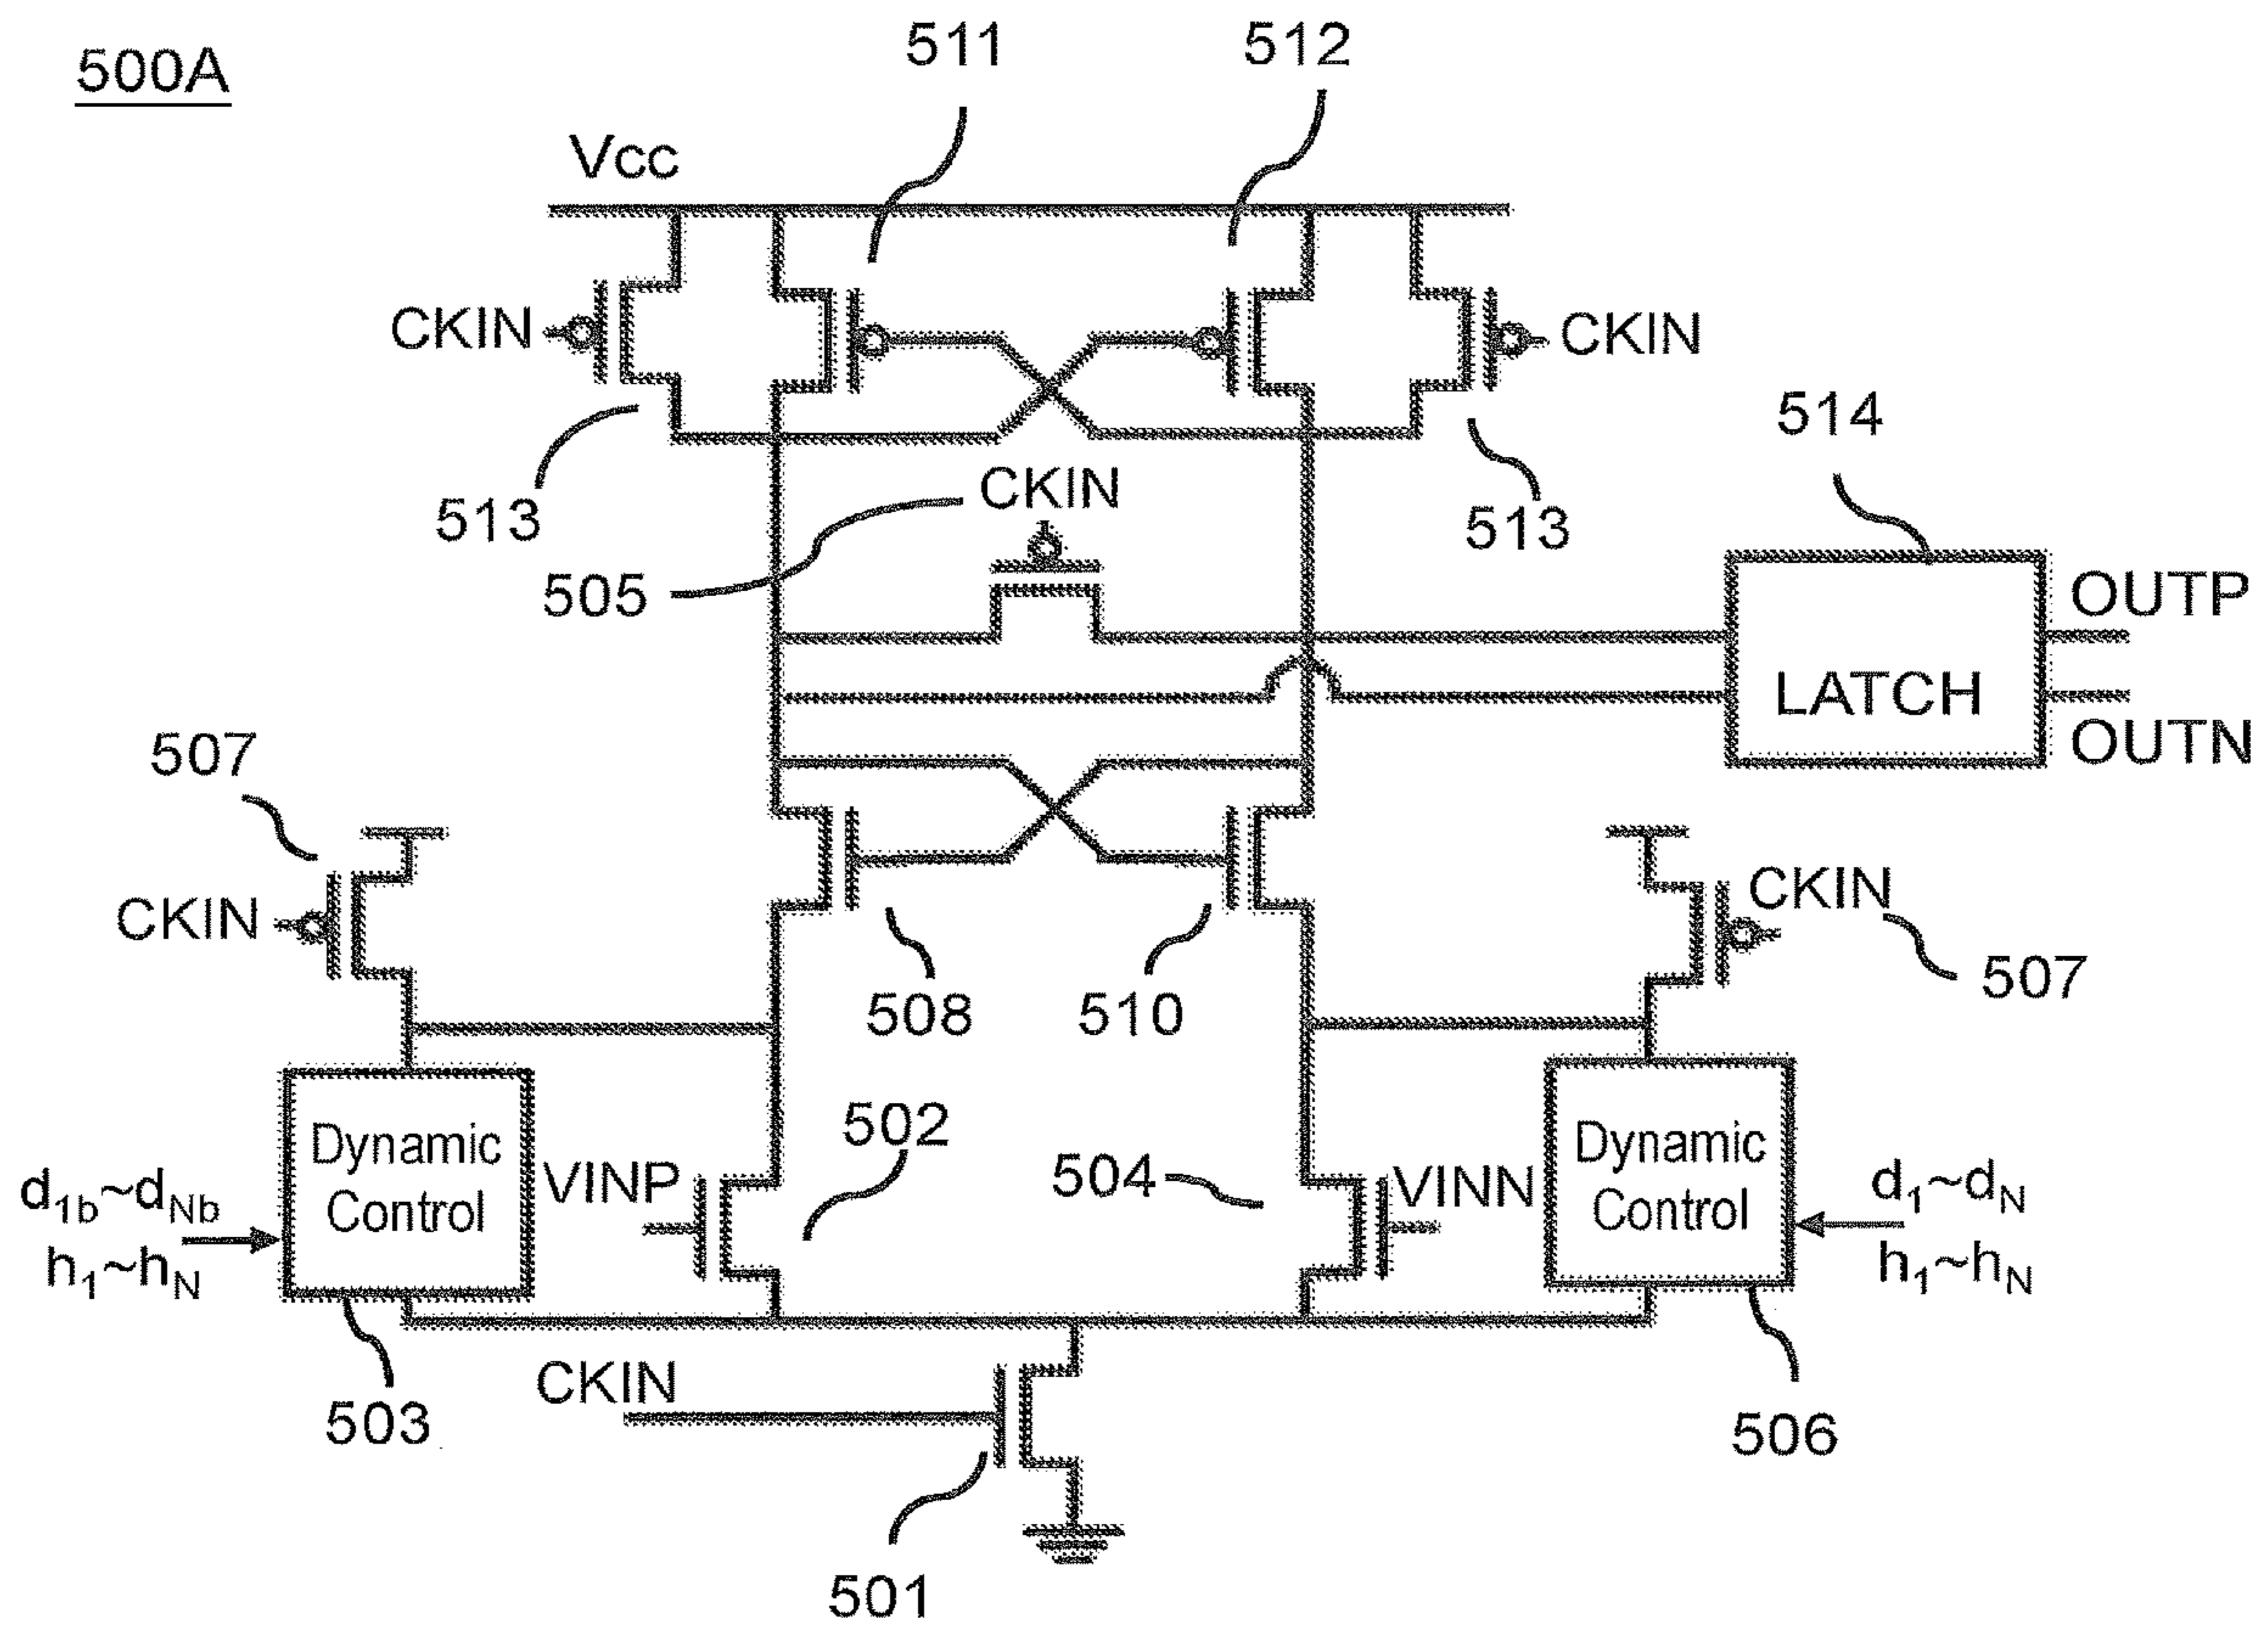 500A
511
512
Vcc
CKIN
CKIN
513
CKIN
513
514
505
OUTP
LATCH
OUTN
507
CKIN
CKIN
507
508
510
Dynamic
Control
d1b~dNb
h1~hN
VINP
502
504
VINN
Dynamic
Control
d1~dN
h1~hN
503
CKIN
506
501